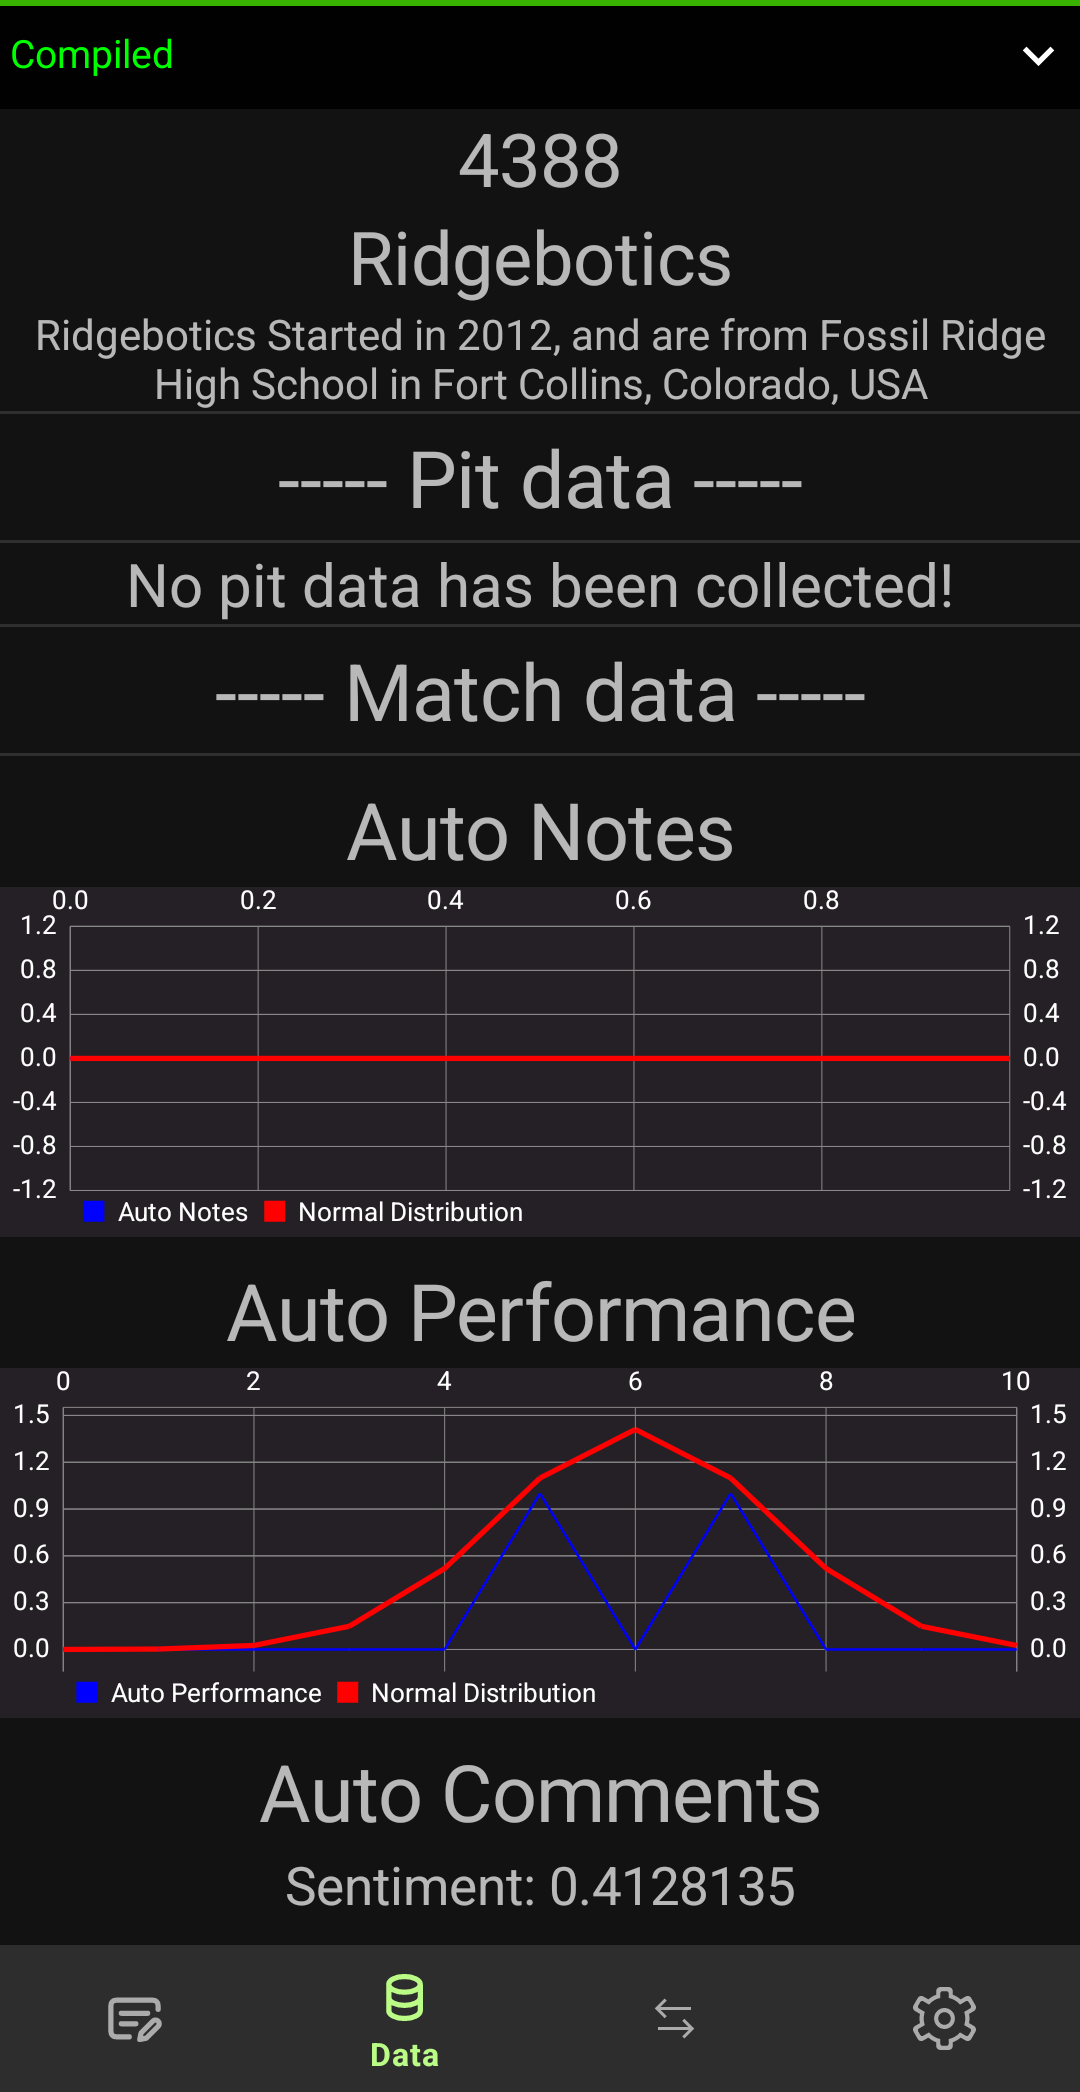 Compiled
4388
Ridgebotics
Ridgebotics Started in 2012, and are from Fossil Ridge
High School in Fort Collins, Colorado, USA
----- Pit data -----
No pit data has been collected!
----- Match data -----
Auto Notes
0.0 0.2 0.4 0.6 0.8
1.2 1.2
0.8 0.8
0.4 0.4
0.0 0.0
-0.4 -0.4
-0.8 -0.8
-1.2 -1.2
Auto Notes Normal Distribution
Auto Performance
0 2 4 6 8 10
1.5 1.5
1.2 1.2
0.9 0.9
0.6 0.6
0.3 0.3
0.0 0.0
Auto Performance Normal Distribution
Auto Comments
Sentiment: 0.4128135
Data